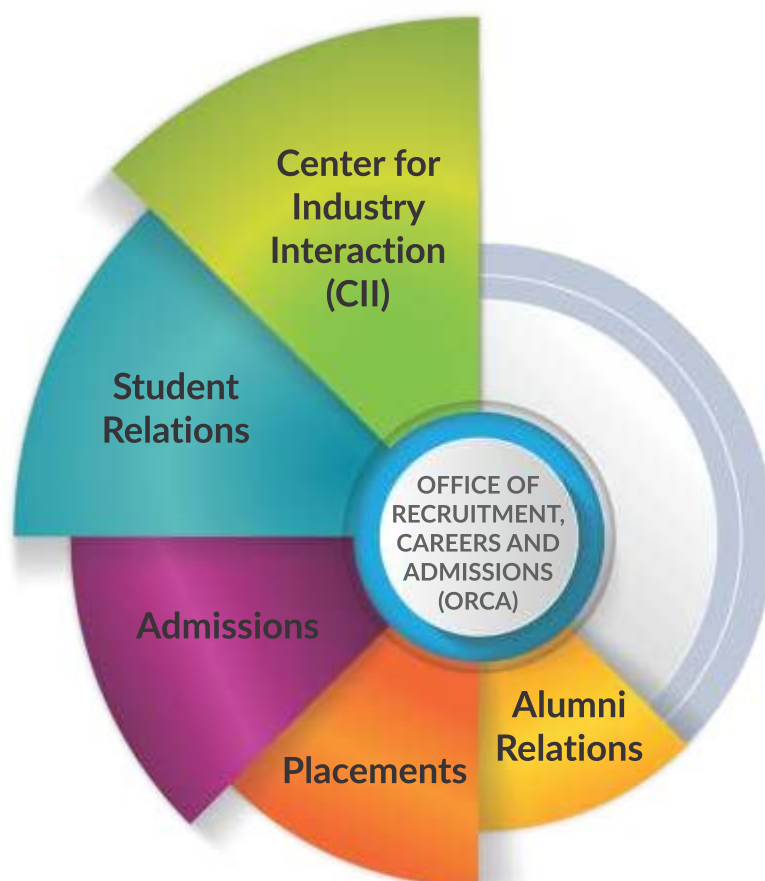 Center for
Industry
Interaction
(CII)
Student
Relations
OFFICE OF
RECRUITMENT,
CAREERS AND
ADMISSIONS
(ORCA)
Admissions
Alumni
Relations
Placements